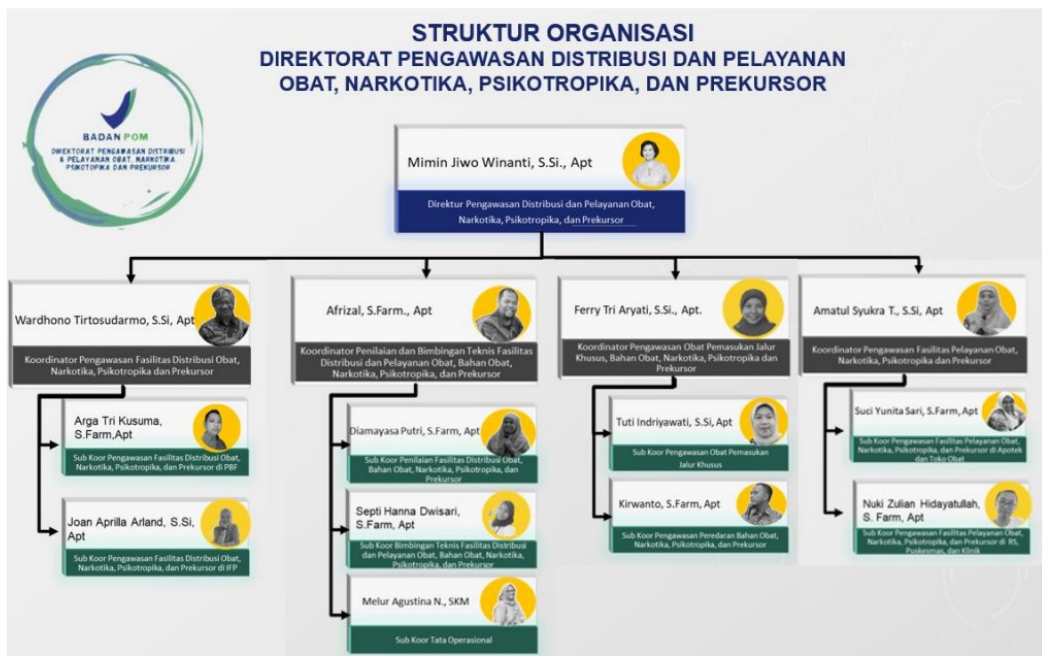 STRUKTUR ORGANISASI
DIREKTORAT PENGAWASAN DISTRIBUSI DAN PELAYANAN
OBAT, NARKOTIKA, PSIKOTROPIKA, DAN PREKURSOR
BADAN POM
DIREKTORAT PENGAWASAN DISTRIBUSI
& PELAYANAN OBAT, NARKOTIKA,
PSIKOTOPIKA DAN PREKURSOR
Mimin Jiwo Winanti, S.Si., Apt
Direktur Pengawasan Distribusi dan Pelayanan Obat,
Narkotika, Psikotropika, dan Prekursor
Wardhono Tirtosudarmo, S.Si, Apt
Koordinator Pengawasan Fasilitas Distribusi Obat,
Narkotika, Psikotropika dan Prekursor
Arga Tri Kusuma,
S.Farm,Apt
Sub Koor Pengawasan Fasilitas Distribusi Obat,
Narkotika, Psikotropika, dan Prekursor di PBF
Joan Aprilla Arland, S.Si,
Apt
Sub Koor Pengawasan Fasilitas Distribusi Obat,
Narkotika, Psikotropika, dan Prekursor di IFP
Afrizal, S.Farm., Apt
Koordinator Penilaian dan Bimbingan Teknis Fasilitas
Distribusi dan Pelayanan Obat, Bahan Obat,
Narkotika, Psikotropika, dan Prekursor
Diamayasa Putri, S.Farm, Apt
Sub Koor Penilaian Fasilitas Distribusi Obat,
Bahan Obat, Narkotika, Psikotropika, dan
Prekursor
Septi Hanna Dwisari,
S.Farm, Apt
Sub Koor Bimbingan Teknis Fasilitas Distribusi
dan Pelayanan Obat, Bahan Obat, Narkotika,
Psikotropika, dan Prekursor
Melur Agustina N., SKM
Sub Koor Tata Operasional
Ferry Tri Aryati, S.Si., Apt.
Koordinator Pengawasan Obat Pemasukan Jalur
Khusus, Bahan Obat, Narkotika, Psikotropika dan
Prekursor
Tuti Indriyawati, S.Si, Apt
Sub Koor Pengawasan Obat Pemasukan
Jalur Khusus
Kirwanto, S.Farm, Apt
Sub Koor Pengawasan Peredaran Bahan Obat,
Narkotika, Psikotropika, dan Prekursor
Amatul Syukra T., S.Si, Apt
Koordinator Pengawasan Fasilitas Pelayanan Obat,
Narkotika, Psikotropika dan Prekursor
Suci Yunita Sari, S.Farm, Apt
Sub Koor Pengawasan Fasilitas Pelayanan Obat,
Narkotika, Psikotropika, dan Prekursor di Apotek
dan Toko Obat
Nuki Zulian Hidayatullah,
S. Farm, Apt
Sub Koor Pengawasan Fasilitas Pelayanan Obat,
Narkotika, Psikotropika, dan Prekursor di RS,
Puskesmas, dan Klinik